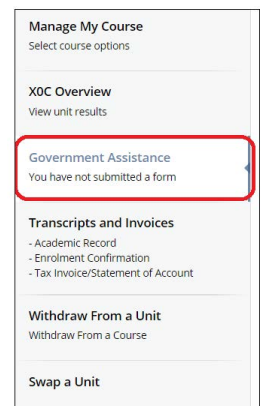 Manage My Course
Select course options
X0C Overview
View unit results
Government Assistance
You have not submitted a form
Transcripts and Invoices
- Academic Record
- Enrolment Confirmation
- Tax Invoice/Statement of Account
Withdraw From a Unit
Withdraw From a Course
Swap a Unit